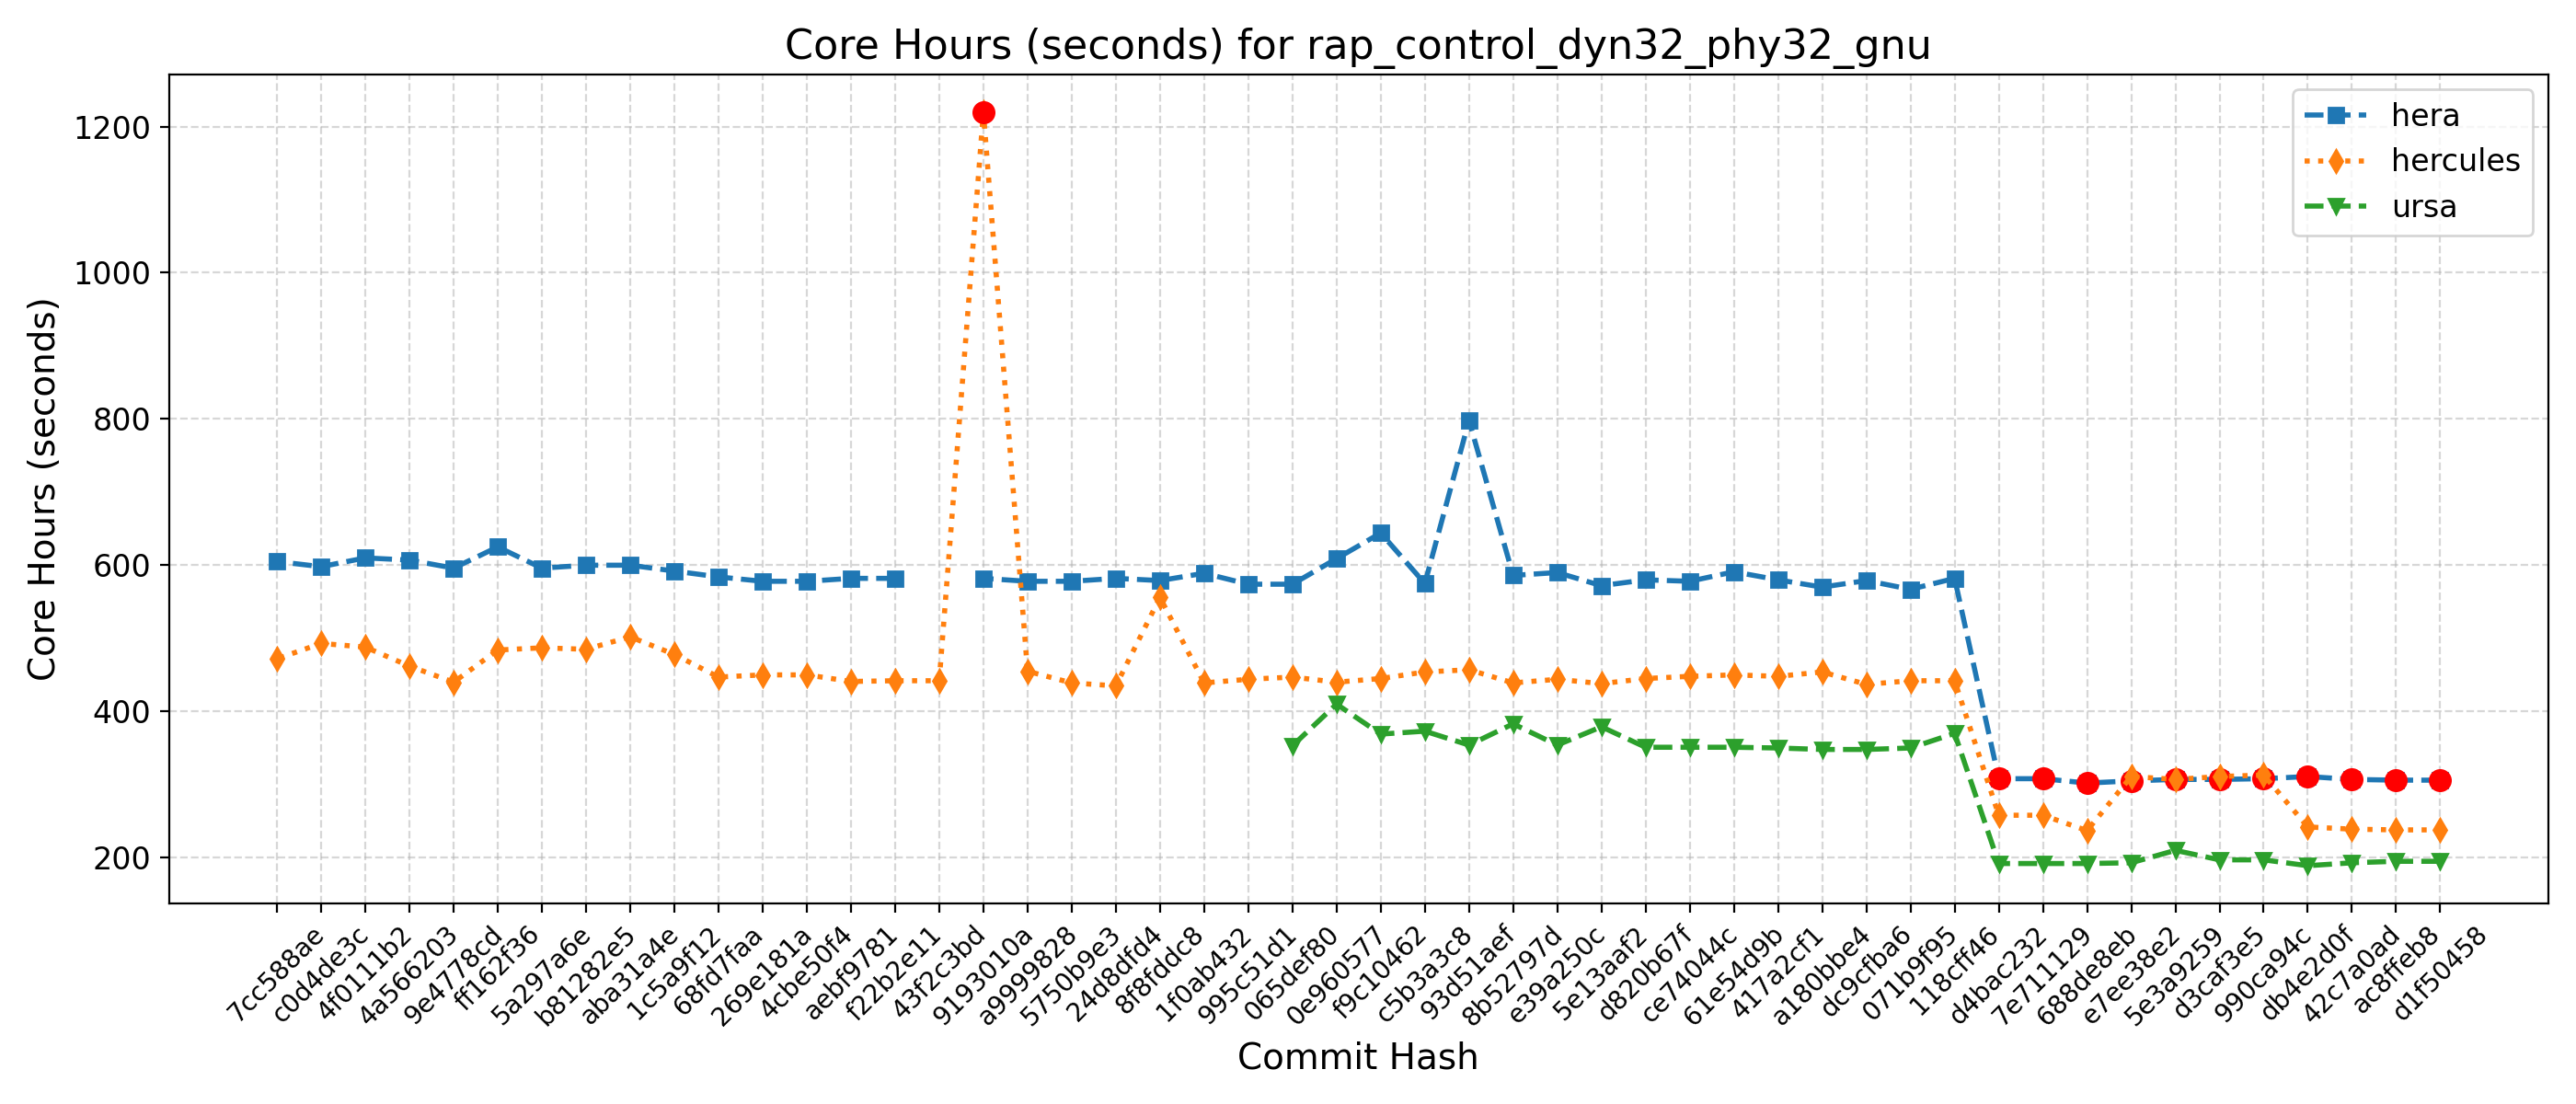 Core Hours (seconds) for rap_control_dyn32_phy32_gnu
Core Hours (seconds)
1200
1000
800
600
400
200
hera
hercules
ursa
7cc588ae
c0d4de3c
4f0111b2
4a566203
9e4778cd
ff162f36
5a297a6e
b81282e5
aba31a4e
1c5a9f12
68fd7faa
269e181a
4cbe50f4
aebf9781
f22b2e11
43f2c3bd
9193010a
a9999828
5750b9e3
24d8dfd4
8f8fddc8
1f0ab432
995c51d1
065def80
0e960577
f9c10462
c5b3a3c8
93d51aef
8b52797d
e39a250c
5e13aaf2
d820b67f
ce74044c
61e54d9b
417a2cf1
a180bbe4
dc9cfba6
071b9f95
118cff46
d4bac232
7e711129
688de8eb
e7ee38e2
5e3a9259
d3caf3e5
990ca94c
db4e2d0f
42c7a0ad
ac8ffeb8
d1f50458
Commit Hash